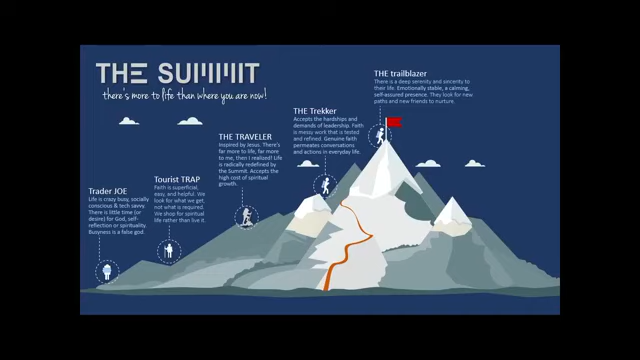 THE SUMMIT
there's more to life than where you are now!
Trader JOE
Life is crazy busy, socially
conscious & tech savvy.
There is little time (or
desire) for God, self-
reflection or spirituality.
Busyness is a false god.
Tourist TRAP
Faith is superficial,
easy, and helpful. We
look for what we get,
not what is required.
We shop for spiritual
life rather than live it.
THE TRAVELER
Inspired by Jesus. There's
far more to life, far more
to me, then I realized! Life
is radically redefined by
the Summit. Accepts the
high cost of spiritual
growth.
THE Trekker
Accepts the hardships and
demands of leadership. Faith
is messy work that is tested
and refined. Genuine faith
permeates conversations
and actions in everyday life.
THE trailblazer
There is a deep serenity and sincerity to
their life. Emotionally stable, a calming,
self-assured presence. They look for new
paths and new friends to nurture.